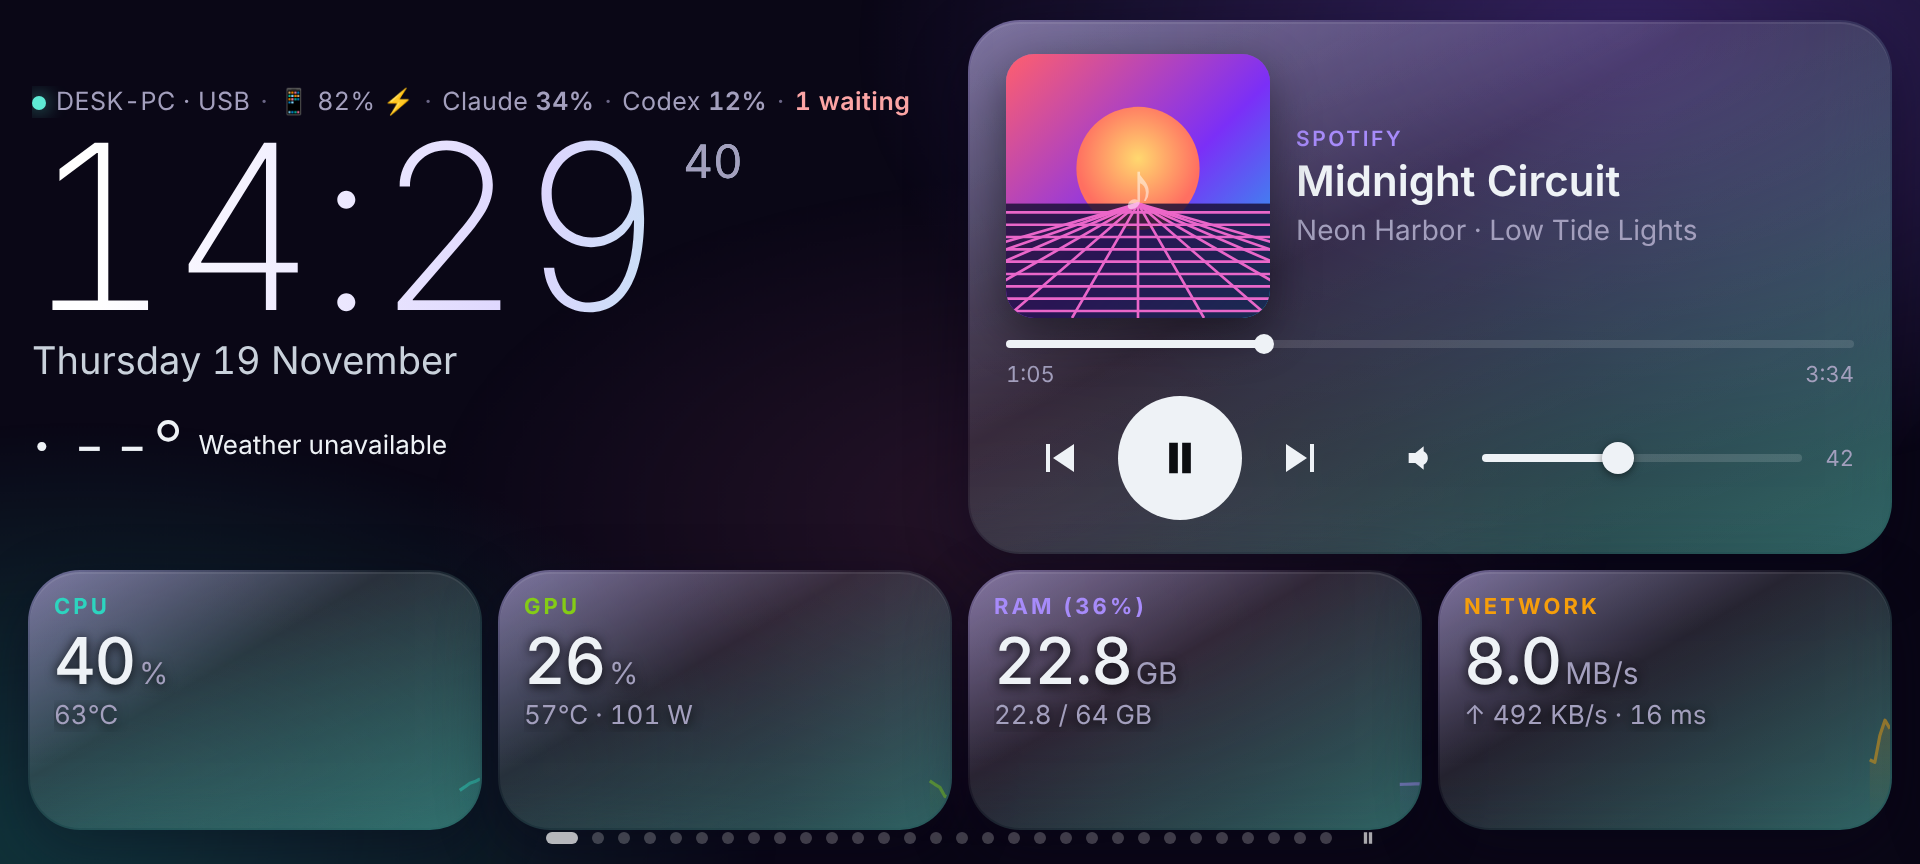 DESK-PC · USB · 82% · Claude 34% · Codex 12% · 1 waiting
14:29 40
Thursday 19 November
• – – ° Weather unavailable
SPOTIFY
Midnight Circuit
Neon Harbor · Low Tide Lights
1:05 3:34
42
CPU
40 %
63°C
GPU
26 %
57°C · 101 W
RAM (36%)
22.8 GB
22.8 / 64 GB
NETWORK
8.0 MB/s
↑ 492 KB/s · 16 ms